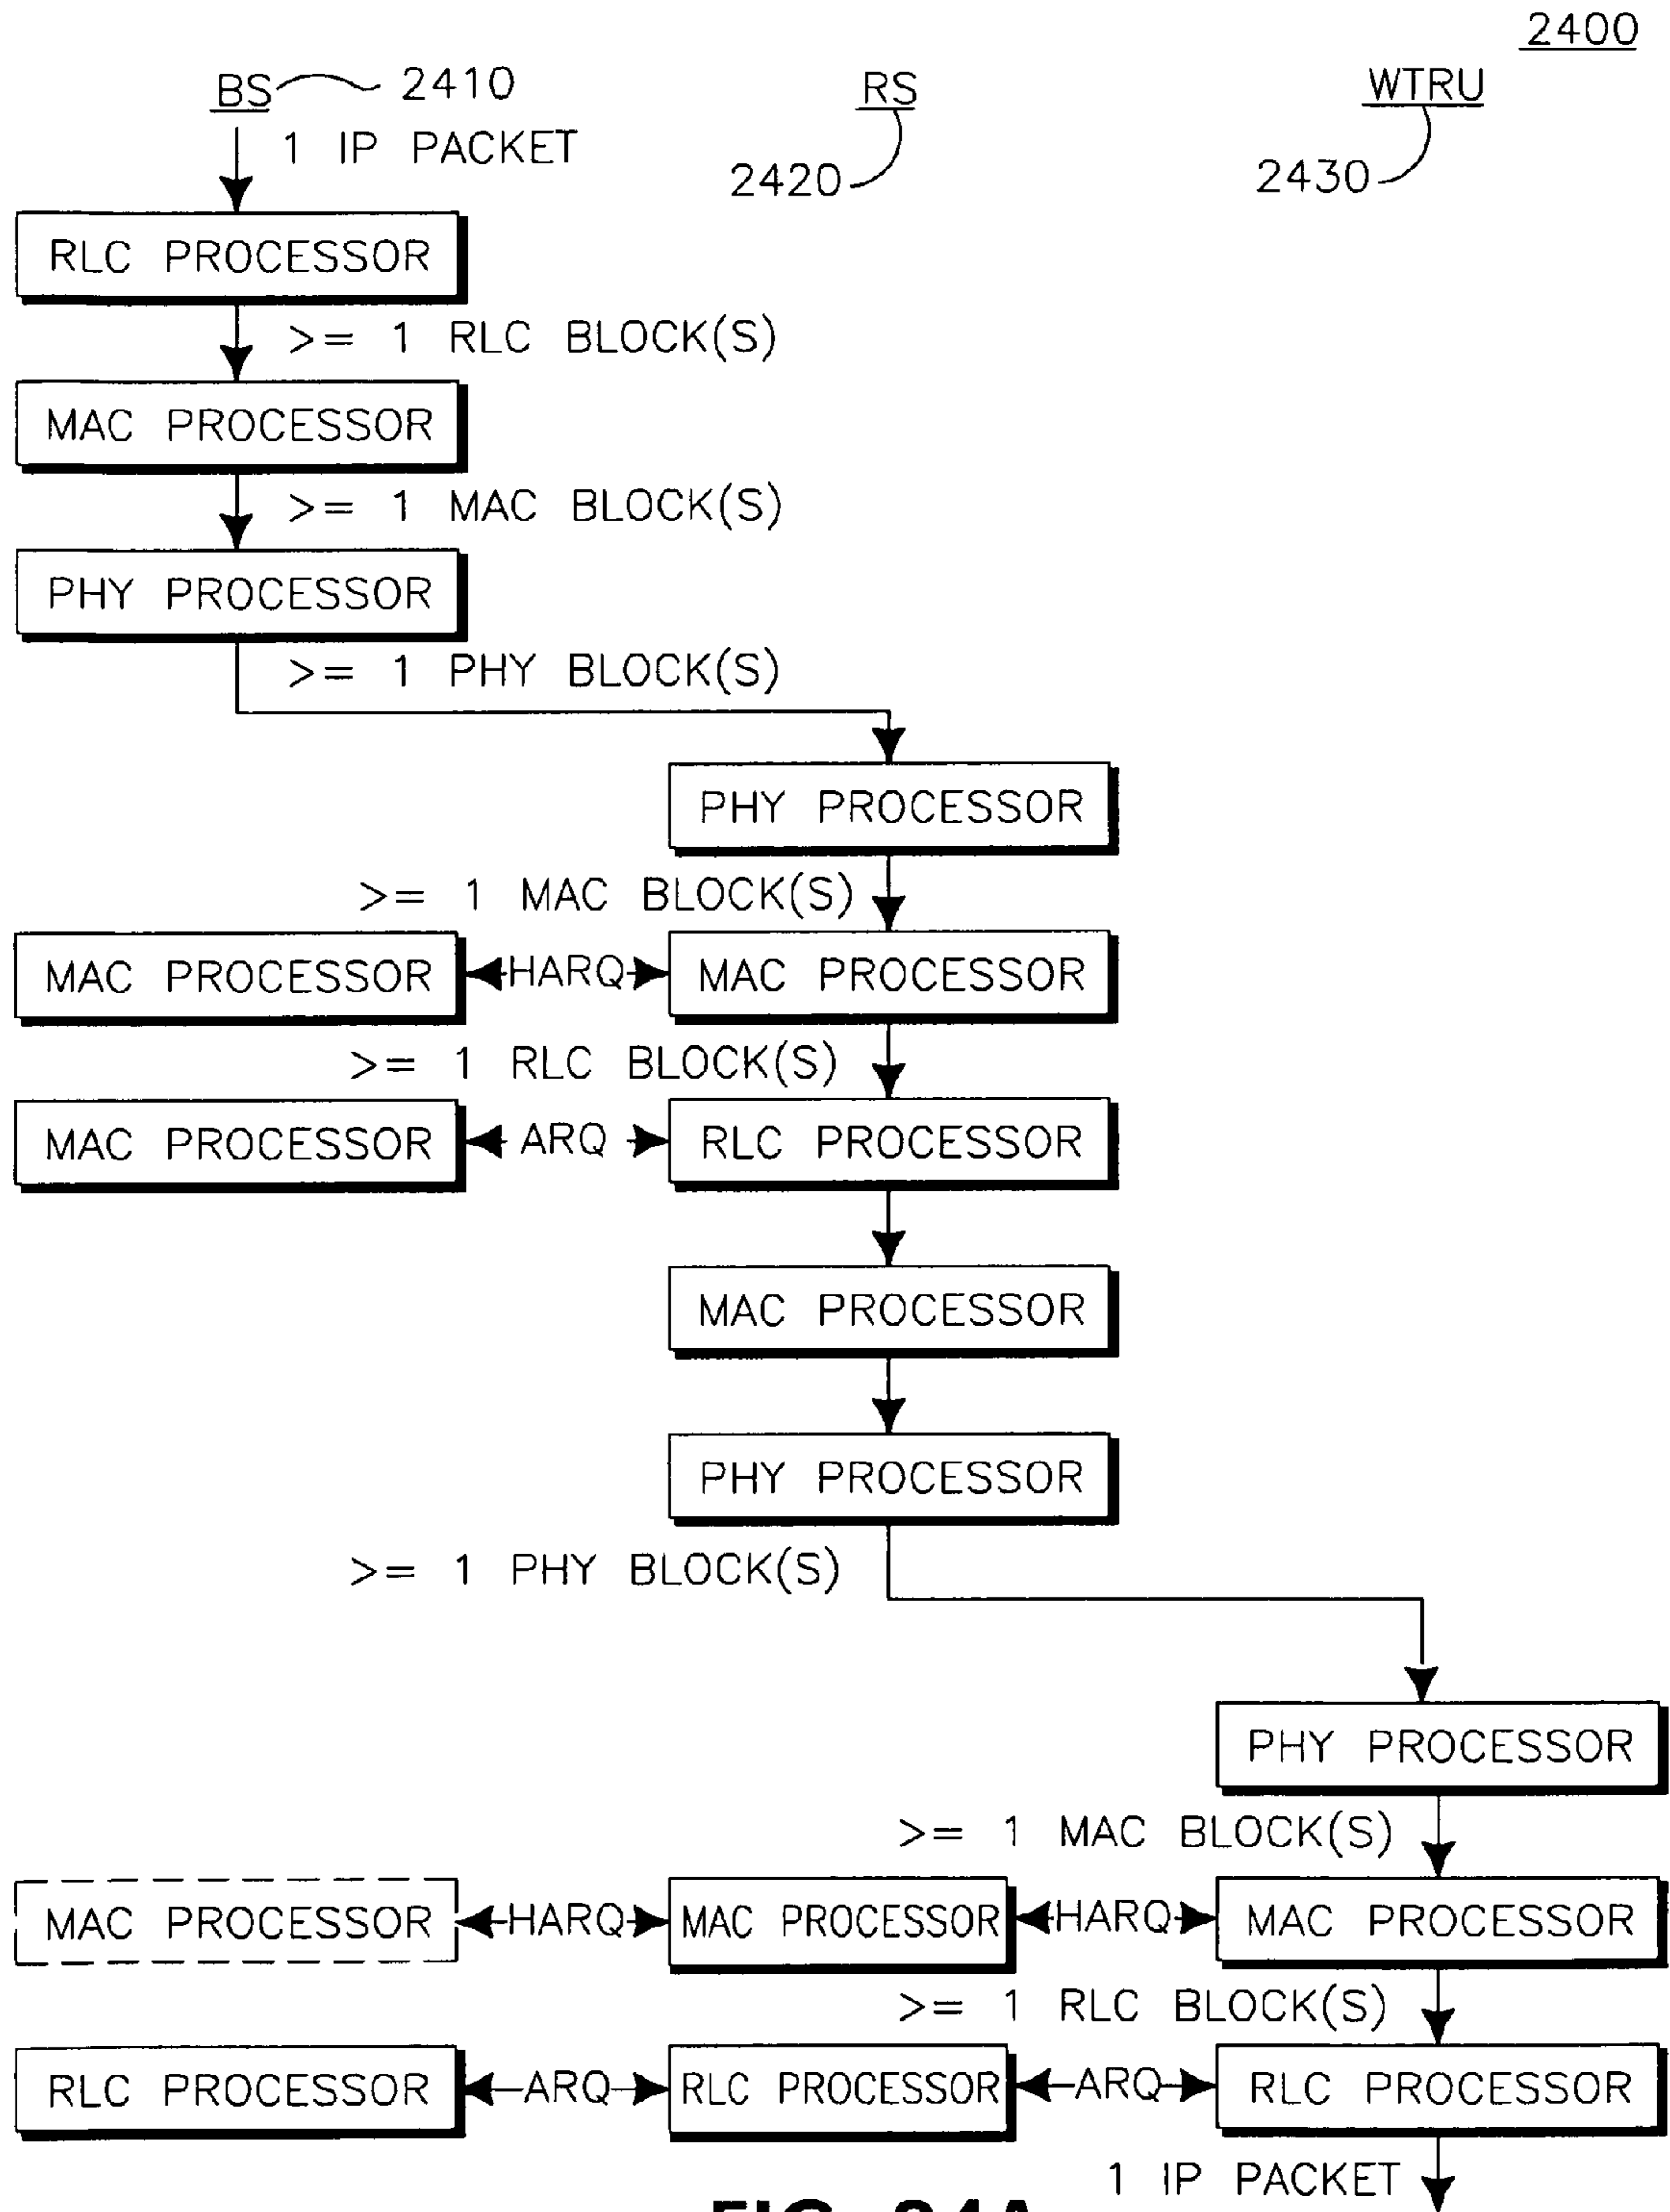 2400
BS 2410 RS WTRU
1 IP PACKET
2420 2430
RLC PROCESSOR
>= 1 RLC BLOCK(S)
MAC PROCESSOR
>= 1 MAC BLOCK(S)
PHY PROCESSOR
>= 1 PHY BLOCK(S)
PHY PROCESSOR
>= 1 MAC BLOCK(S)
MAC PROCESSOR HARQ MAC PROCESSOR
>= 1 RLC BLOCK(S)
MAC PROCESSOR ARQ RLC PROCESSOR
MAC PROCESSOR
PHY PROCESSOR
>= 1 PHY BLOCK(S)
PHY PROCESSOR
>= 1 MAC BLOCK(S)
MAC PROCESSOR HARQ MAC PROCESSOR HARQ MAC PROCESSOR
>= 1 RLC BLOCK(S)
RLC PROCESSOR ARQ RLC PROCESSOR ARQ RLC PROCESSOR
1 IP PACKET